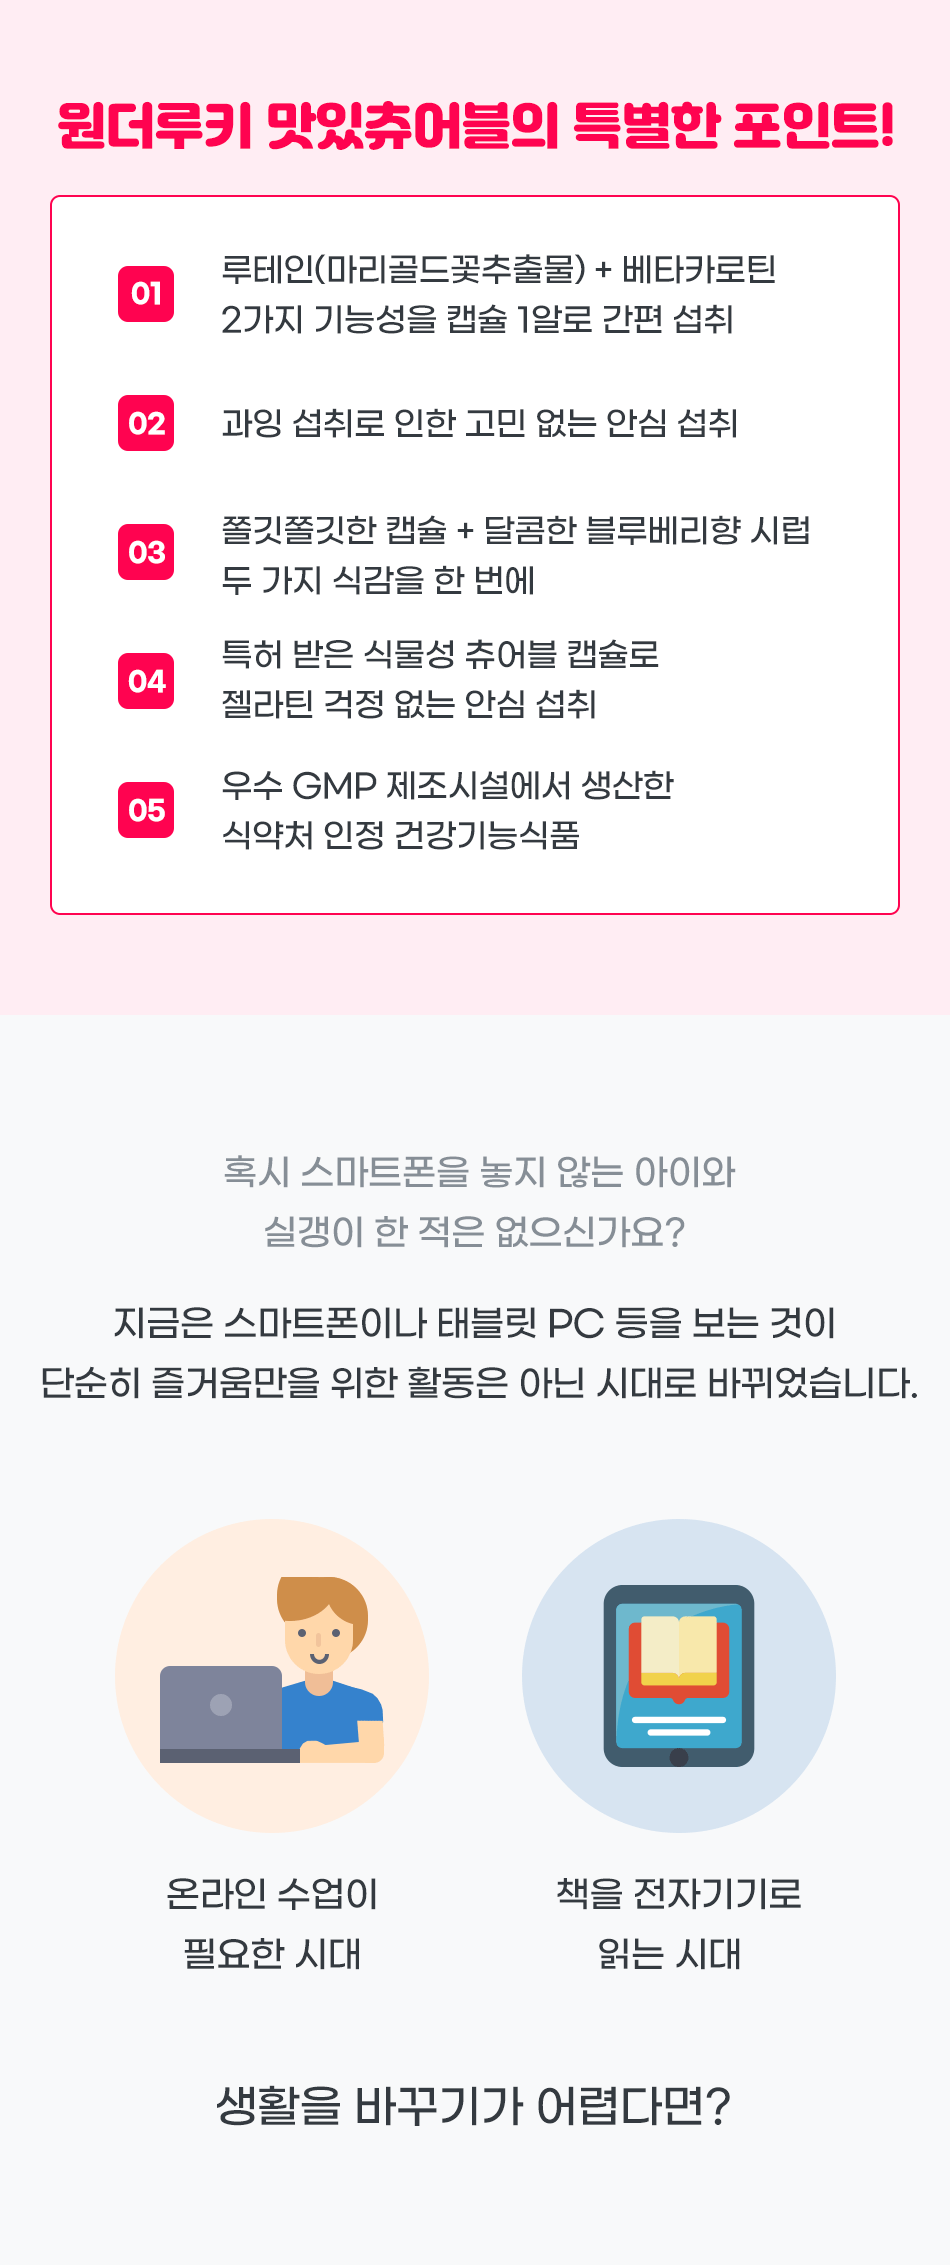 원더루키 맛있츄어블의 특별한 포인트!
01
루테인(마리골드꽃추출물) + 베타카로틴
2가지 기능성을 캡슐 1알로 간편 섭취
02
과잉 섭취로 인한 고민 없는 안심 섭취
03
쫄깃쫄깃한 캡슐 + 달콤한 블루베리향 시럽
두 가지 식감을 한 번에
04
특허 받은 식물성 츄어블 캡슐로
젤라틴 걱정 없는 안심 섭취
05
우수 GMP 제조시설에서 생산한
식약처 인정 건강기능식품
혹시 스마트폰을 놓지 않는 아이와
실갱이 한 적은 없으신가요?
지금은 스마트폰이나 태블릿 PC 등을 보는 것이
단순히 즐거움만을 위한 활동은 아닌 시대로 바뀌었습니다.
온라인 수업이
필요한 시대
책을 전자기기로
읽는 시대
생활을 바꾸기가 어렵다면?